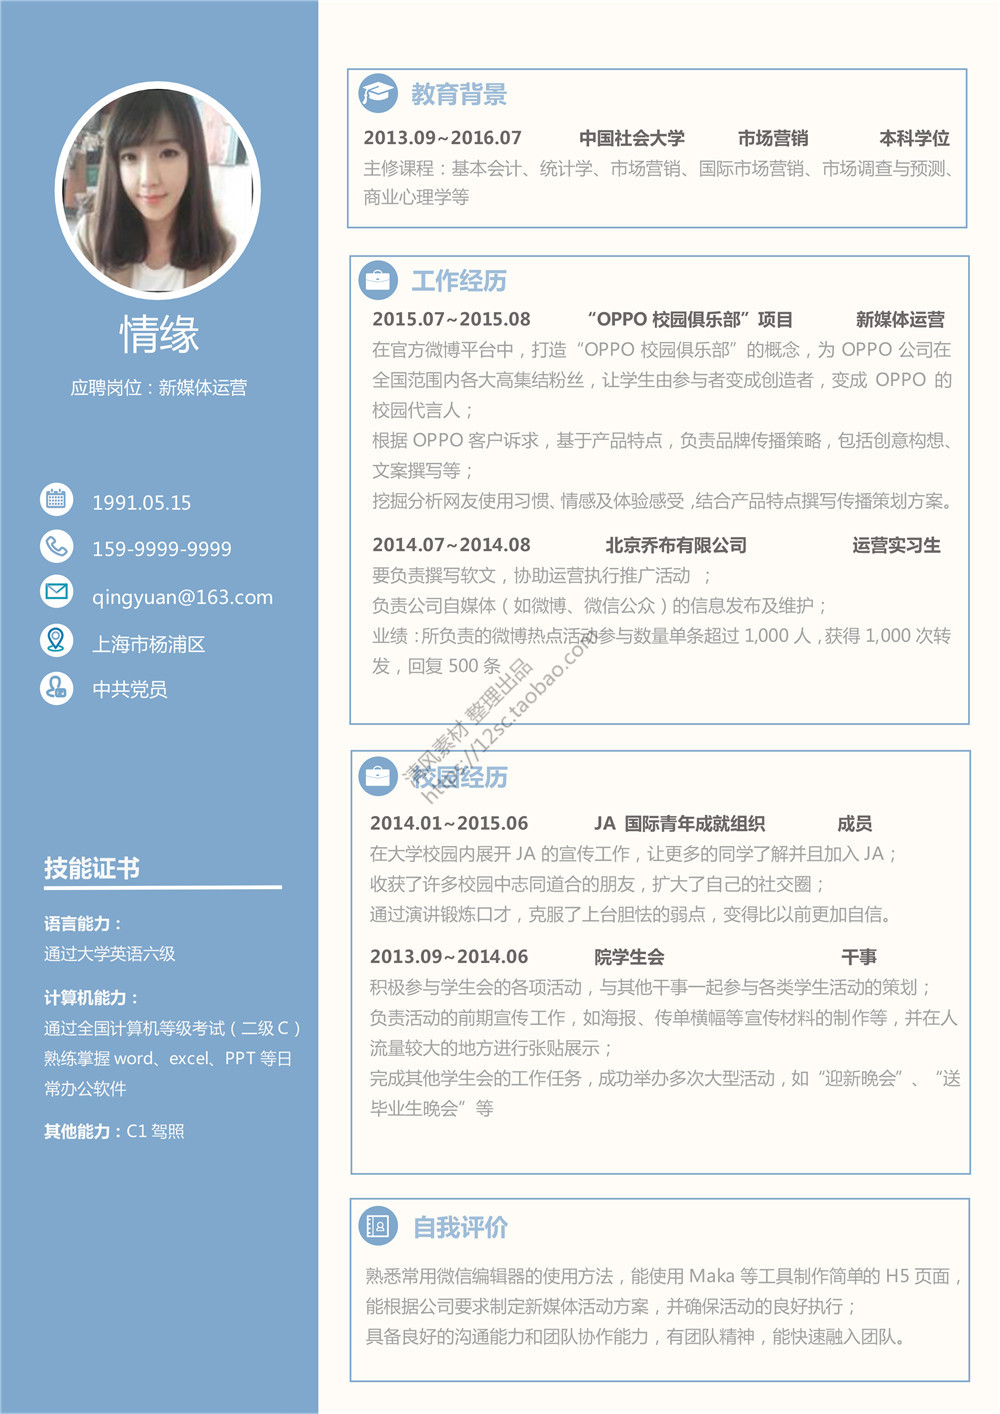 情缘
应聘岗位：新媒体运营
1991.05.15
159-9999-9999
qingyuan@163.com
上海市杨浦区
中共党员
技能证书
语言能力：
通过大学英语六级
计算机能力：
通过全国计算机等级考试（二级 C ）
熟练掌握 word、excel、PPT 等日
常办公软件
其他能力：C1 驾照
教育背景
2013.09~2016.07 中国社会大学 市场营销 本科学位
主修课程：基本会计、统计学、市场营销、国际市场营销、市场调查与预测、
商业心理学等
工作经历
2015.07~2015.08 “OPPO 校园俱乐部”项目 新媒体运营
在官方微博平台中，打造“OPPO 校园俱乐部”的概念，为 OPPO 公司在
全国范围内各大高集结粉丝，让学生由参与者变成创造者，变成 OPPO 的
校园代言人；
根据 OPPO 客户诉求，基于产品特点，负责品牌传播策略，包括创意构想、
文案撰写等；
挖掘分析网友使用习惯、情感及体验感受，结合产品特点撰写传播策划方案。
2014.07~2014.08 北京乔布有限公司 运营实习生
要负责撰写软文，协助运营执行推广活动 ；
负责公司自媒体（如微博、微信公众）的信息发布及维护；
业绩：所负责的微博热点活动参与数量单条超过 1,000 人，获得 1,000 次转
发，回复 500 条
清风素材 整理出品
https://12sc.taobao.com
校园经历
2014.01~2015.06 JA 国际青年成就组织 成员
在大学校园内展开 JA 的宣传工作，让更多的同学了解并且加入 JA；
收获了许多校园中志同道合的朋友，扩大了自己的社交圈；
通过演讲锻炼口才，克服了上台胆怯的弱点，变得比以前更加自信。
2013.09~2014.06 院学生会 干事
积极参与学生会的各项活动，与其他干事一起参与各类学生活动的策划；
负责活动的前期宣传工作，如海报、传单横幅等宣传材料的制作等，并在人
流量较大的地方进行张贴展示；
完成其他学生会的工作任务，成功举办多次大型活动，如“迎新晚会”、“送
毕业生晚会”等
自我评价
熟悉常用微信编辑器的使用方法，能使用 Maka 等工具制作简单的 H5 页面，
能根据公司要求制定新媒体活动方案，并确保活动的良好执行；
具备良好的沟通能力和团队协作能力，有团队精神，能快速融入团队。